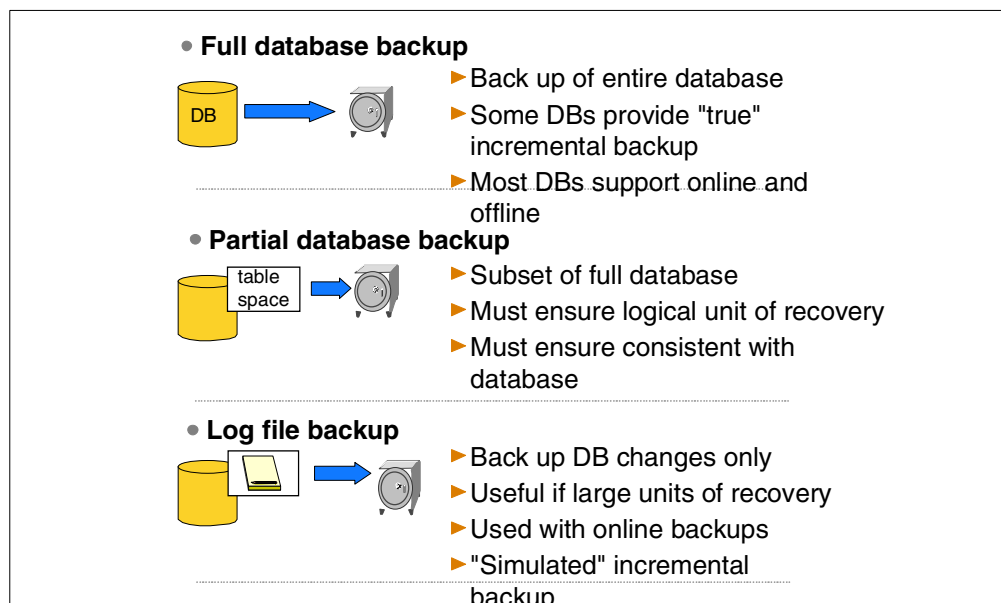 • Full database backup
DB
► Back up of entire database
► Some DBs provide "true"
incremental backup
► Most DBs support online and
offline
• Partial database backup
table
space
► Subset of full database
► Must ensure logical unit of recovery
► Must ensure consistent with
database
• Log file backup
► Back up DB changes only
► Useful if large units of recovery
► Used with online backups
► "Simulated" incremental
backup